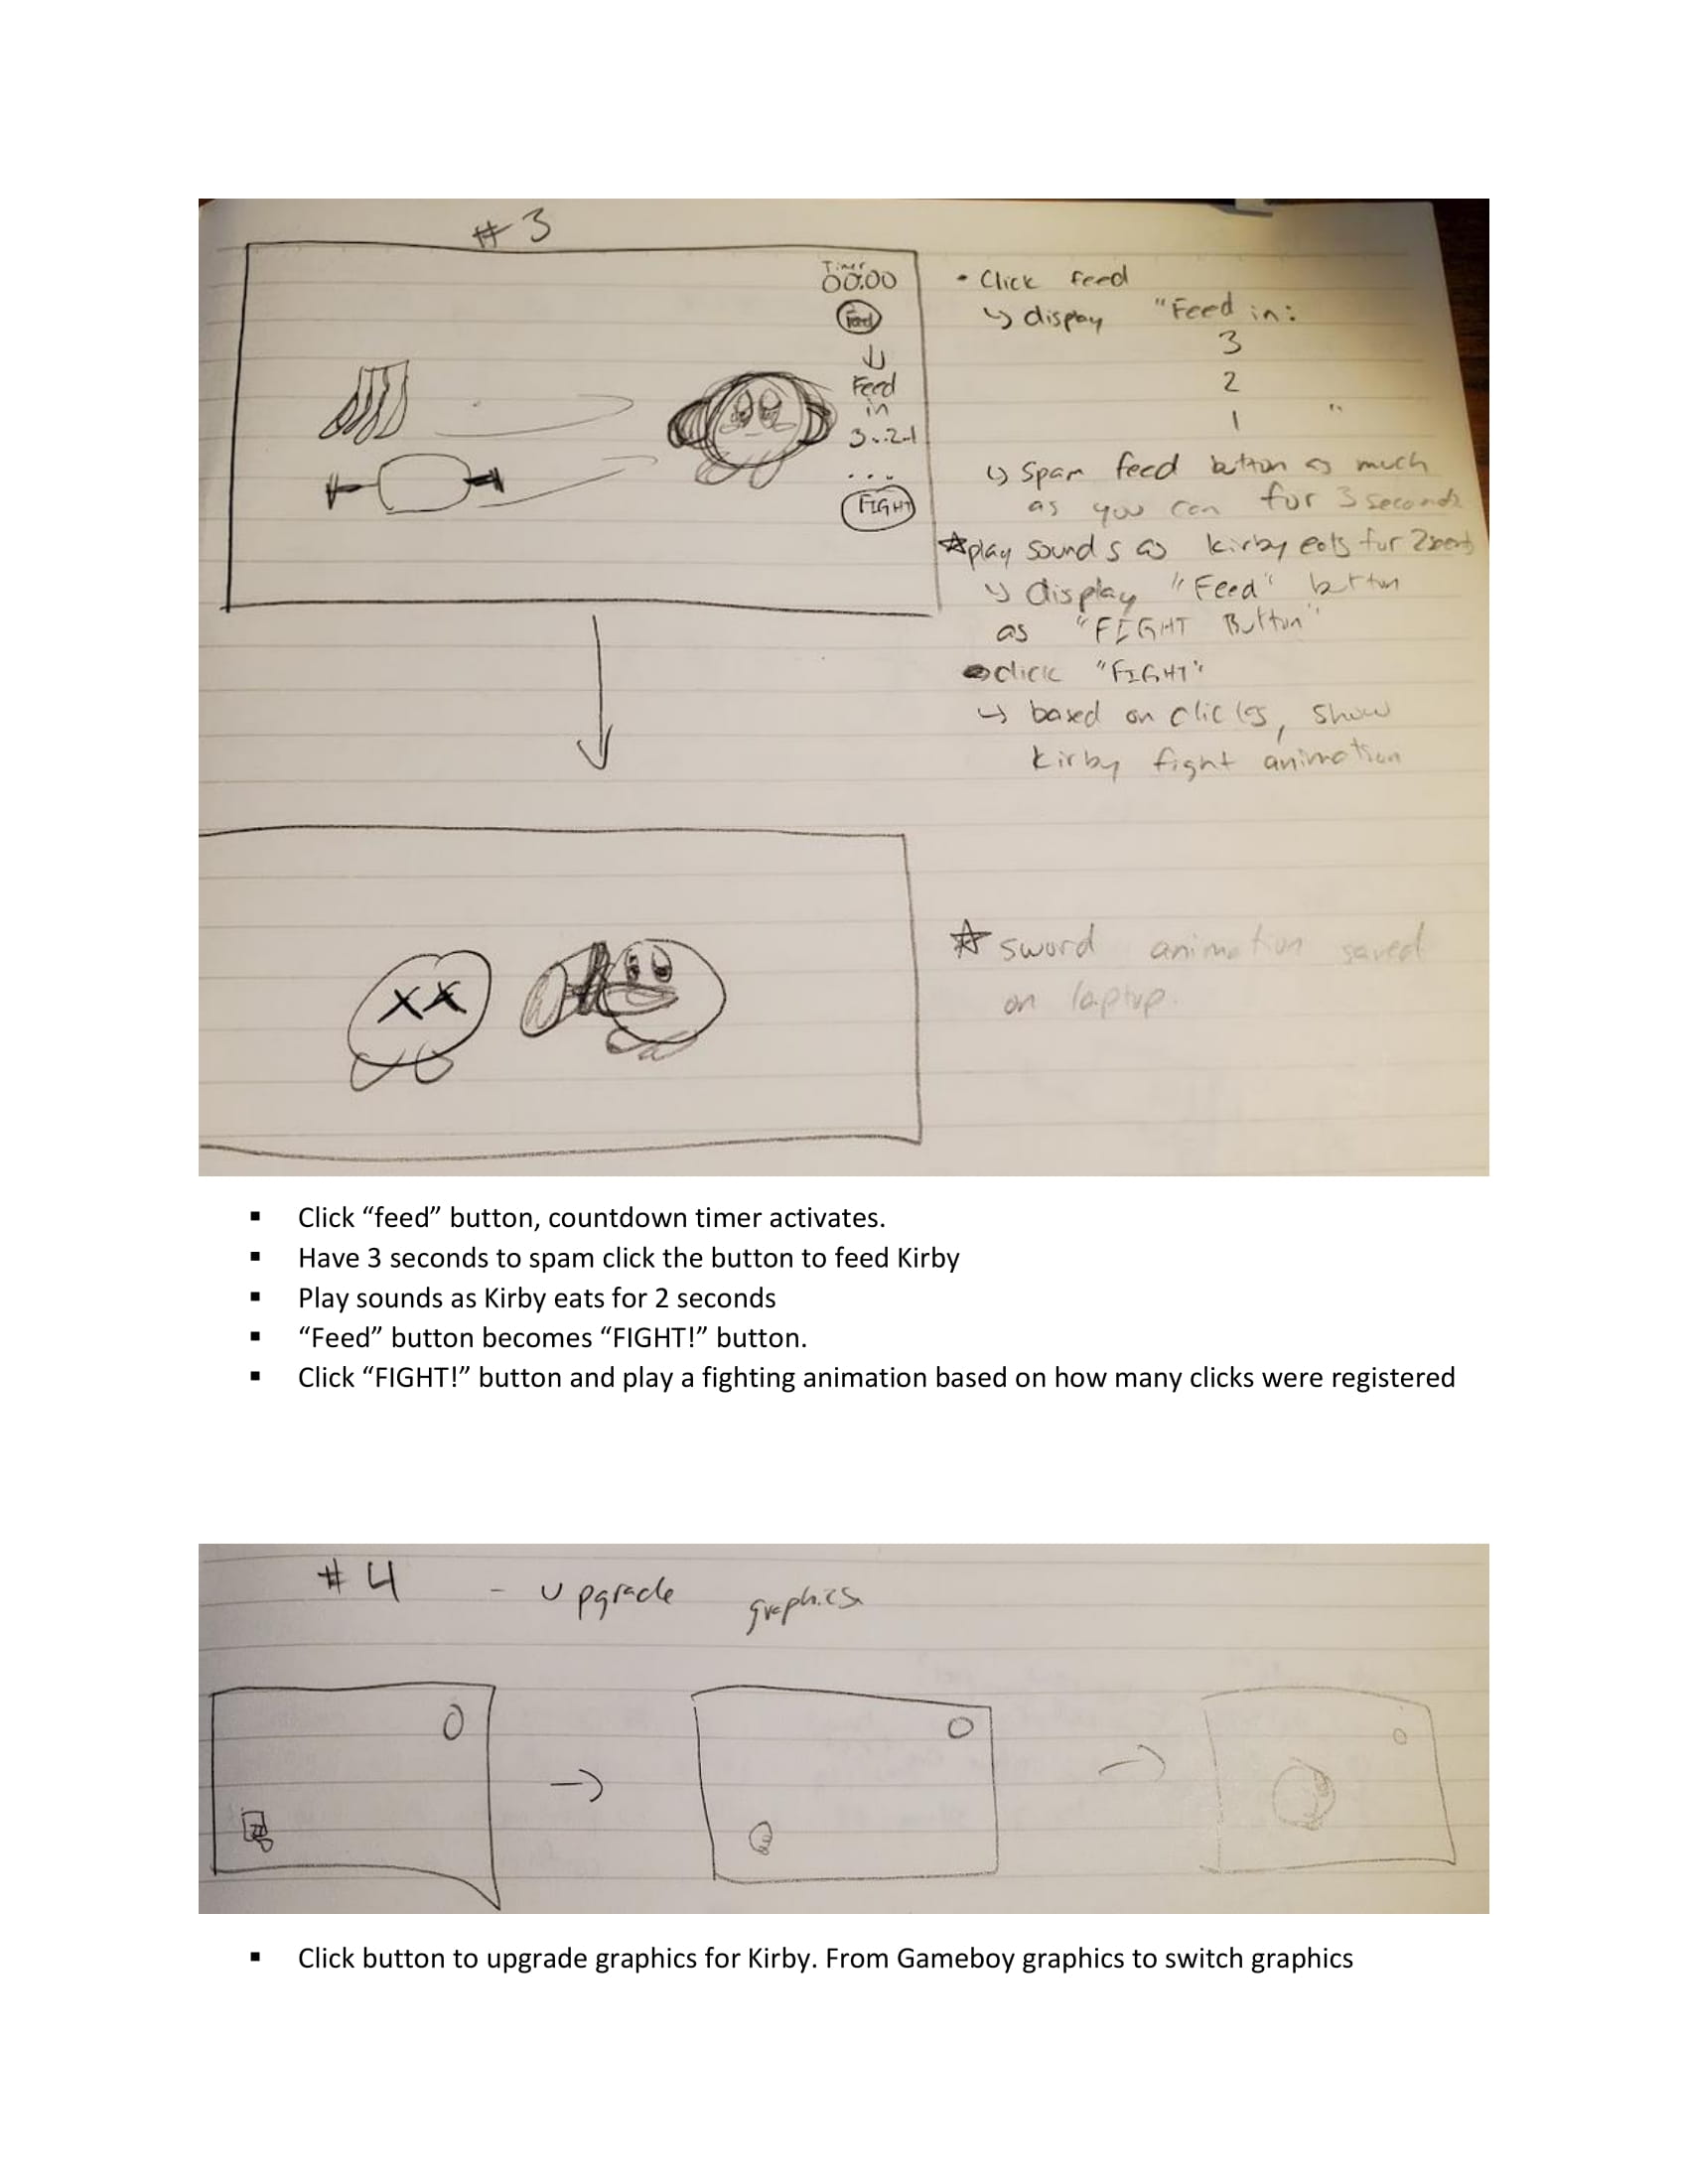 #3
Timer
00:00
Feed
Feed
in
3..2..1
...
FIGHT
• Click feed
↳ display "Feed in:
3
2
1 "
↳ Spam feed button as much
as you can for 3 seconds
☆play sounds as kirby eats for 2 seconds
↳ display "Feed" button
as "FIGHT Button"
• click "FIGHT"
↳ based on clicks, show
kirby fight animation
☆ sword animation saved
on laptop.
▪ Click “feed” button, countdown timer activates.
▪ Have 3 seconds to spam click the button to feed Kirby
▪ Play sounds as Kirby eats for 2 seconds
▪ “Feed” button becomes “FIGHT!” button.
▪ Click “FIGHT!” button and play a fighting animation based on how many clicks were registered
#4 - upgrade graphics
▪ Click button to upgrade graphics for Kirby. From Gameboy graphics to switch graphics